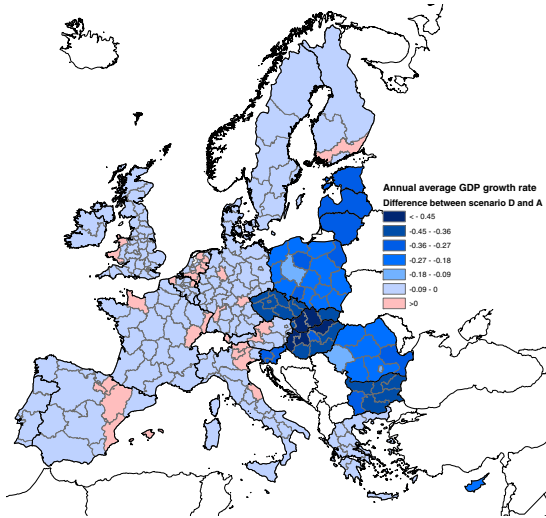 Annual average GDP growth rate
Difference between scenario D and A
< - 0.45
-0.45 - -0.36
-0.36 - -0.27
-0.27 - -0.18
-0.18 - -0.09
-0.09 - 0
>0